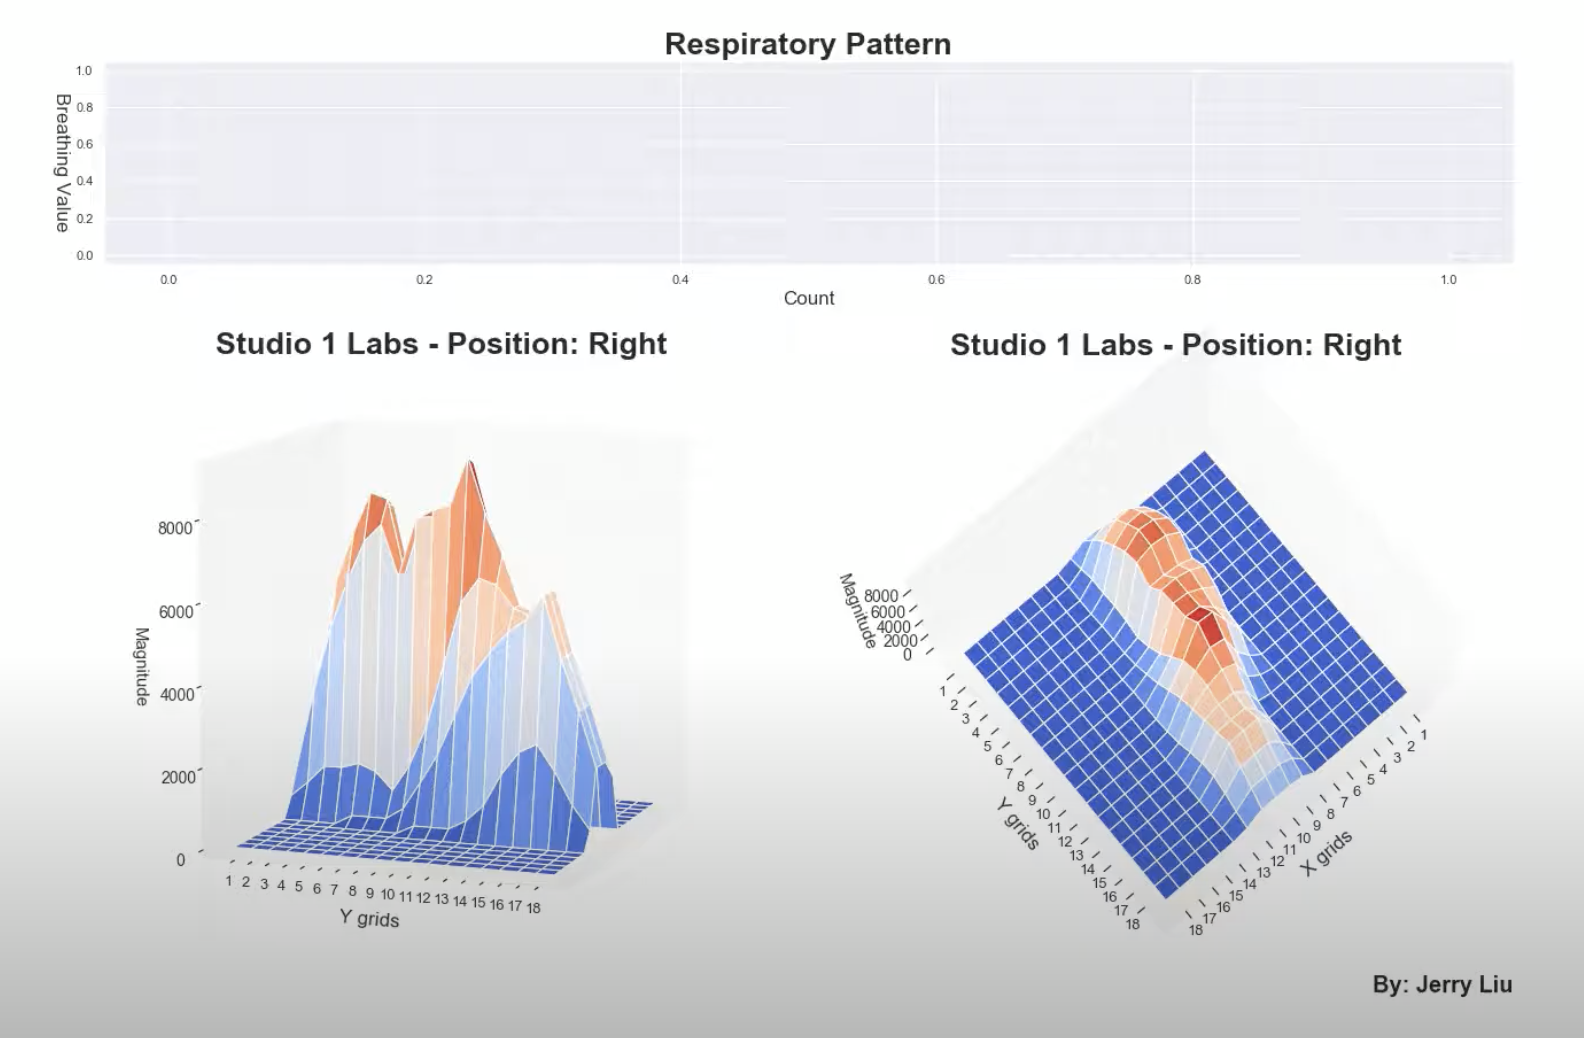 Respiratory Pattern
Breathing Value
1.0
0.8
0.6
0.4
0.2
0.0
0.0 0.2 0.4 0.6 0.8 1.0
Count
Studio 1 Labs - Position: Right
Magnitude
8000
6000
4000
2000
0
1 2 3 4 5 6 7 8 9 10 11 12 13 14 15 16 17 18
Y grids
Studio 1 Labs - Position: Right
Magnitude
8000
6000
4000
2000
0
1 2 3 4 5 6 7 8 9 10 11 12 13 14 15 16 17 18
Y grids
18 17 16 15 14 13 12 11 10 9 8 7 6 5 4 3 2 1
X grids
By: Jerry Liu